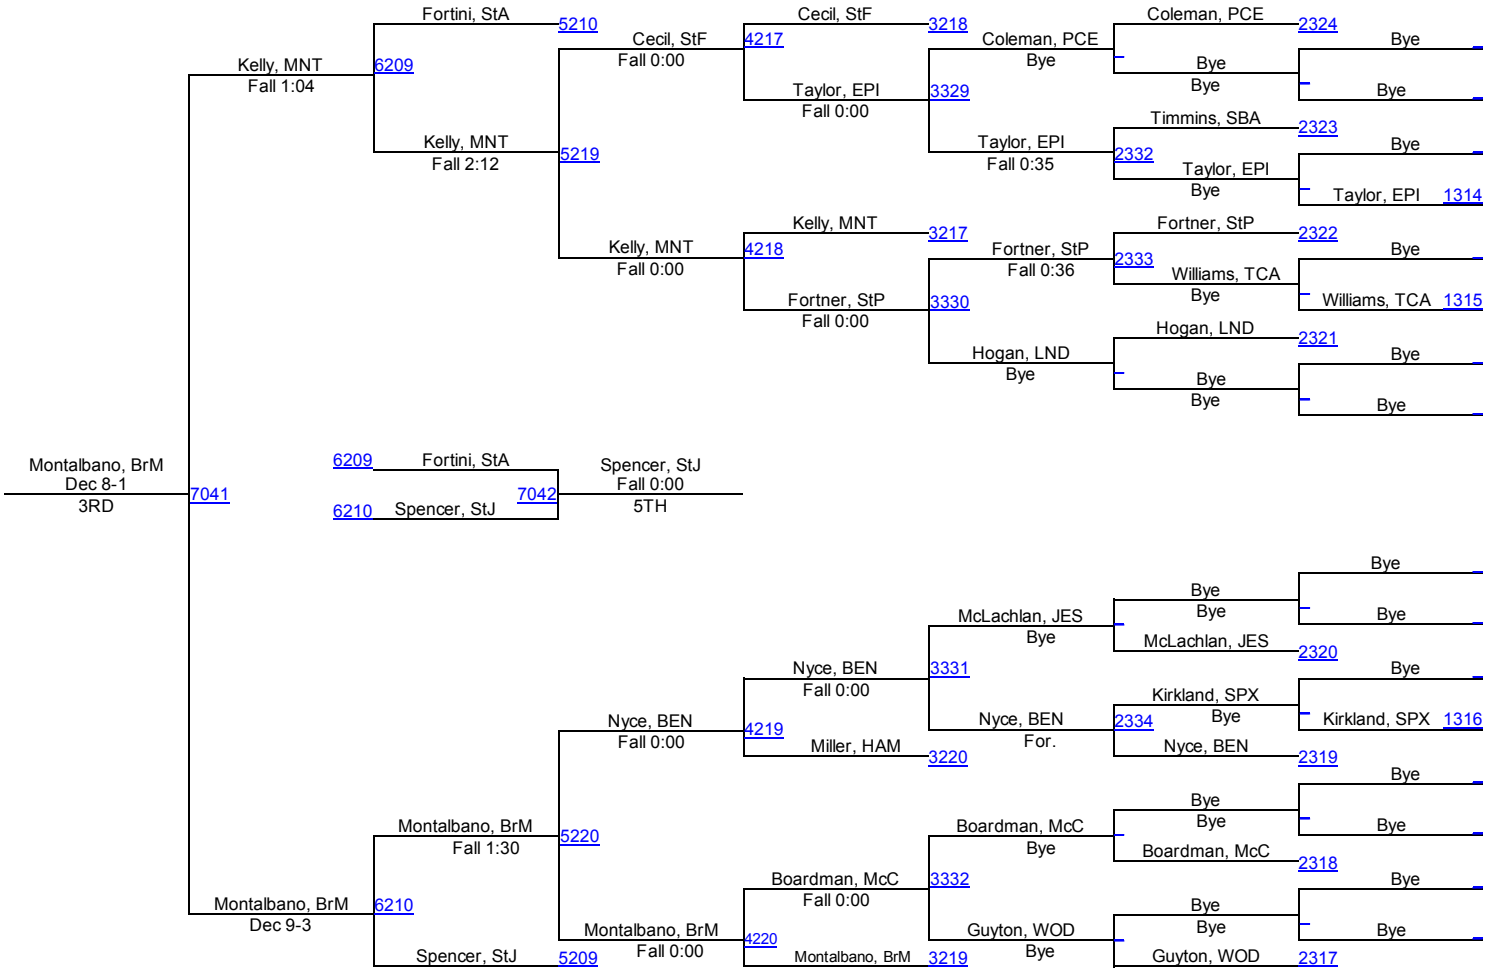 Fortini, StA 5210
Cecil, StF 3218
Coleman, PCE 2324
Cecil, StF 4217
Fall 0:00
Coleman, PCE
Bye
Bye
Kelly, MNT 6209
Fall 1:04
Bye
Bye
Taylor, EPI 3329
Fall 0:00
Bye
Timmins, SBA 2323
Kelly, MNT 5219
Fall 2:12
Taylor, EPI 2332
Fall 0:35
Bye
Taylor, EPI
Bye
Taylor, EPI 1314
Kelly, MNT 3217
Fortner, StP 2322
Kelly, MNT 4218
Fall 0:00
Fortner, StP 2333
Fall 0:36
Bye
Williams, TCA
Bye
Fortner, StP 3330
Fall 0:00
Williams, TCA 1315
Hogan, LND 2321
Hogan, LND
Bye
Bye
Bye
Bye
Bye
Montalbano, BrM
Dec 8-1
3RD
7041
6209 Fortini, StA
7042
6210 Spencer, StJ
Spencer, StJ
Fall 0:00
5TH
Bye
Bye
Bye
Bye
McLachlan, JES
Bye
McLachlan, JES 2320
Nyce, BEN 3331
Fall 0:00
Bye
Kirkland, SPX
Bye
Nyce, BEN 4219
Fall 0:00
Nyce, BEN 2334
For.
Kirkland, SPX 1316
Miller, HAM 3220
Nyce, BEN 2319
Bye
Bye
Bye
Bye
Montalbano, BrM 5220
Fall 1:30
Boardman, McC
Bye
Boardman, McC 2318
Boardman, McC 3332
Fall 0:00
Bye
Montalbano, BrM 6210
Dec 9-3
Bye
Bye
Bye
Montalbano, BrM 4220
Fall 0:00
Guyton, WOD
Bye
Spencer, StJ 5209
Montalbano, BrM 3219
Guyton, WOD 2317